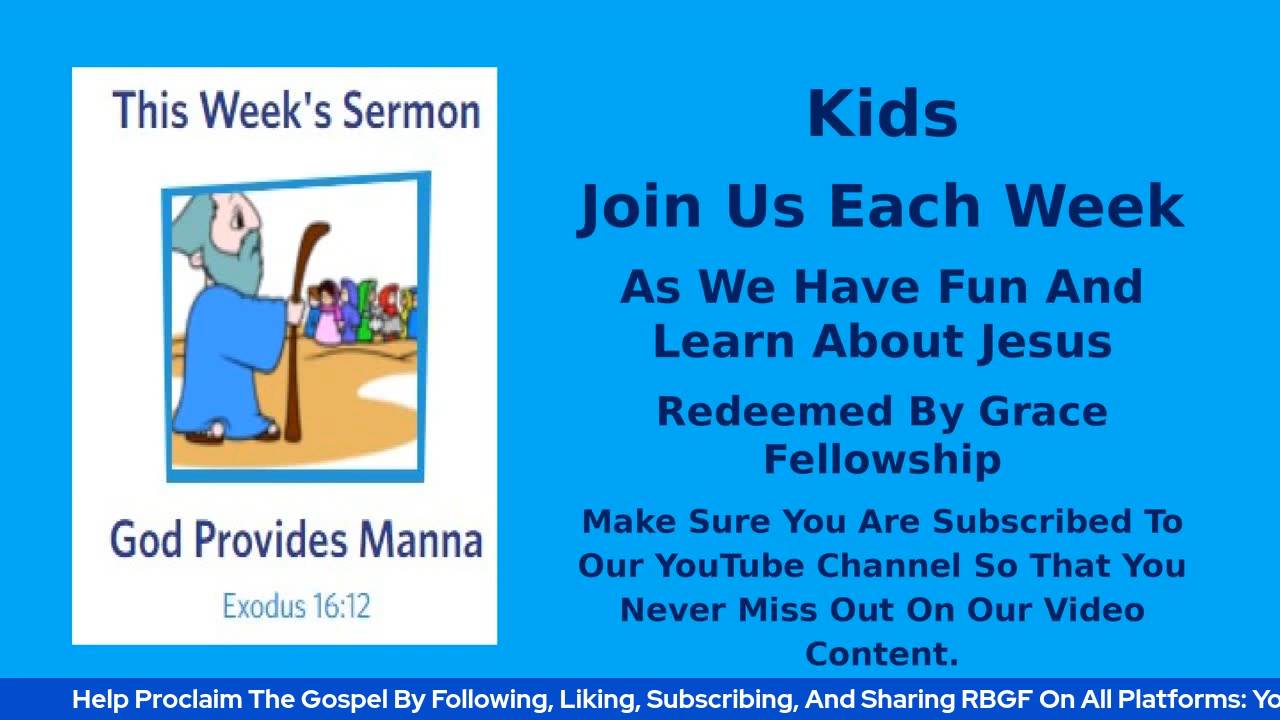 This Week's Sermon
God Provides Manna
Exodus 16:12
Kids
Join Us Each Week
As We Have Fun And
Learn About Jesus
Redeemed By Grace
Fellowship
Make Sure You Are Subscribed To
Our YouTube Channel So That You
Never Miss Out On Our Video
Content.
Help Proclaim The Gospel By Following, Liking, Subscribing, And Sharing RBGF On All Platforms: